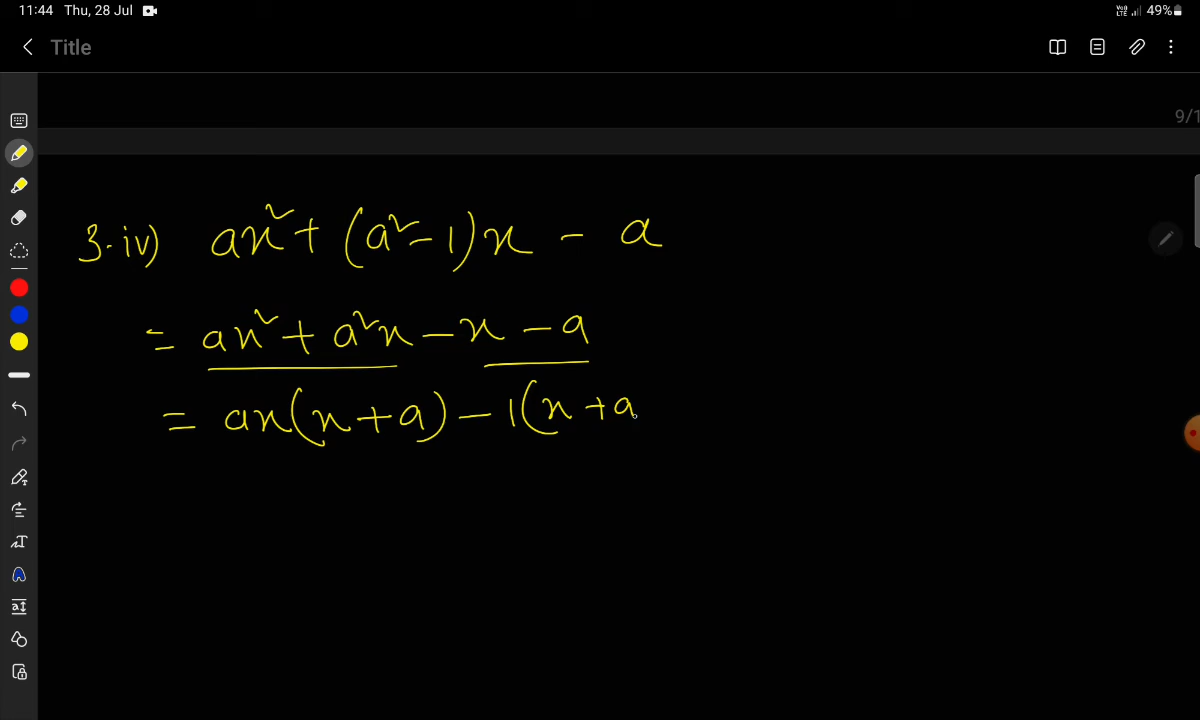 11:44 Thu, 28 Jul 49%
Title
9/1
3.iv) ax² + (a² - 1)x - a
= ax² + a²x - x - a
= ax(x + a) - 1(x + a